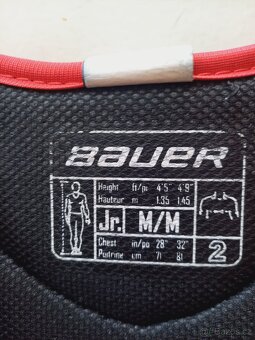 BAUER
Height ft/pi 4'5" 4'9"
Hauteur m 1.35 1.45
Jr. M/M
Chest in/po 28" 32"
Poitrine cm 71 81
2